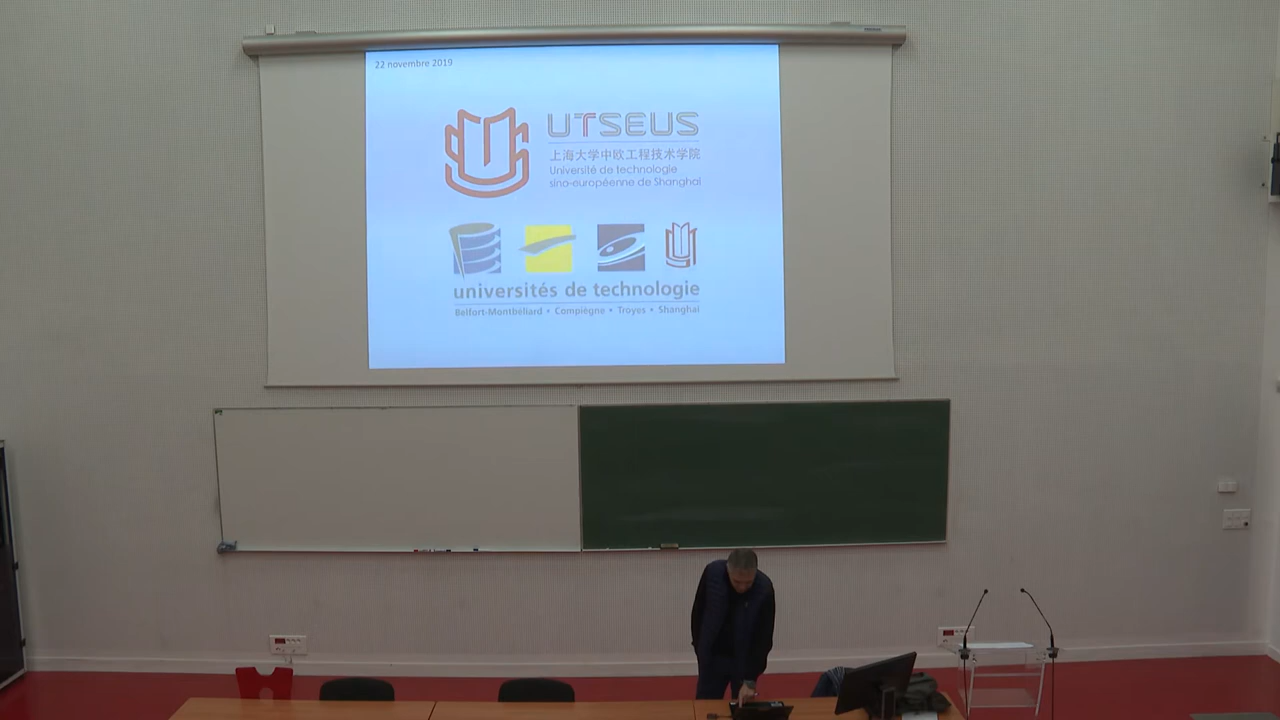 22 novembre 2019
UTSEUS
上海大学中欧工程技术学院
Université de technologie
sino-européenne de Shanghai
universités de technologie
Belfort-Montbéliard • Compiègne • Troyes • Shanghai